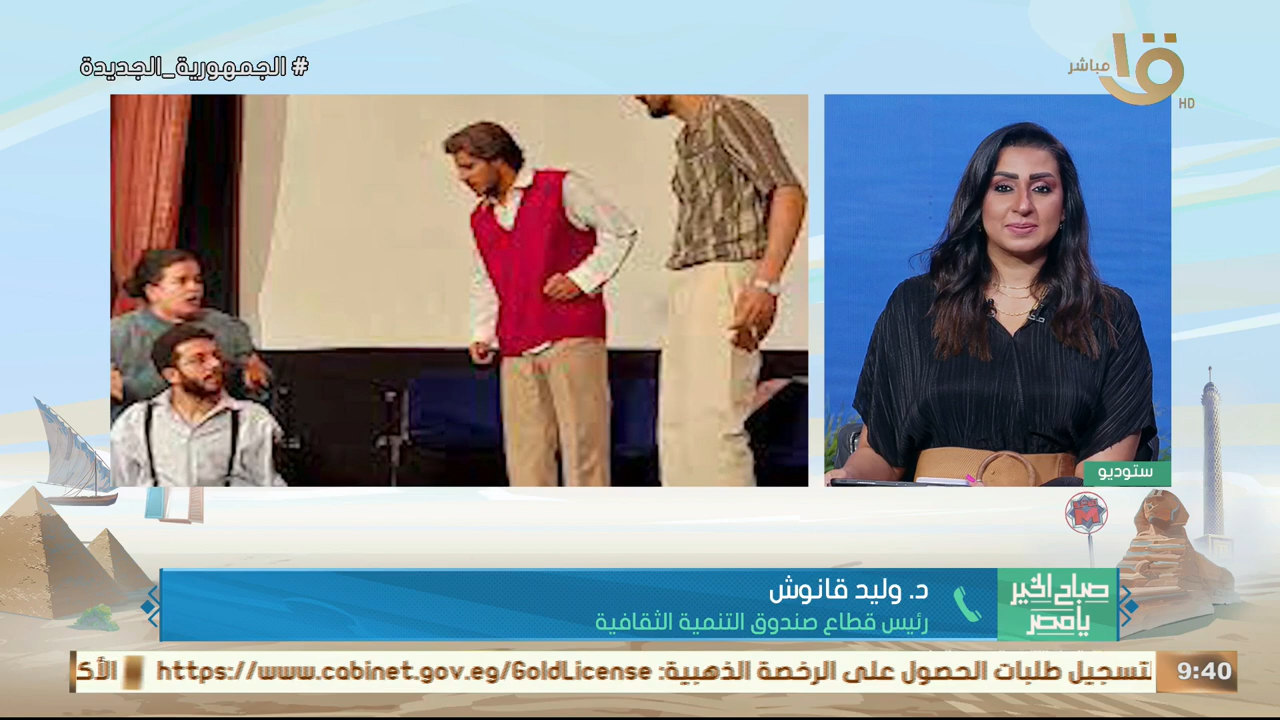 # الجمهورية_الجديدة
مباشر
HD
ستوديو
صباح الخير
يا مصر
د. وليد قانوش
رئيس قطاع صندوق التنمية الثقافية
9:40
لتسجيل طلبات الحصول على الرخصة الذهبية: https://www.cabinet.gov.eg/GoldLicense